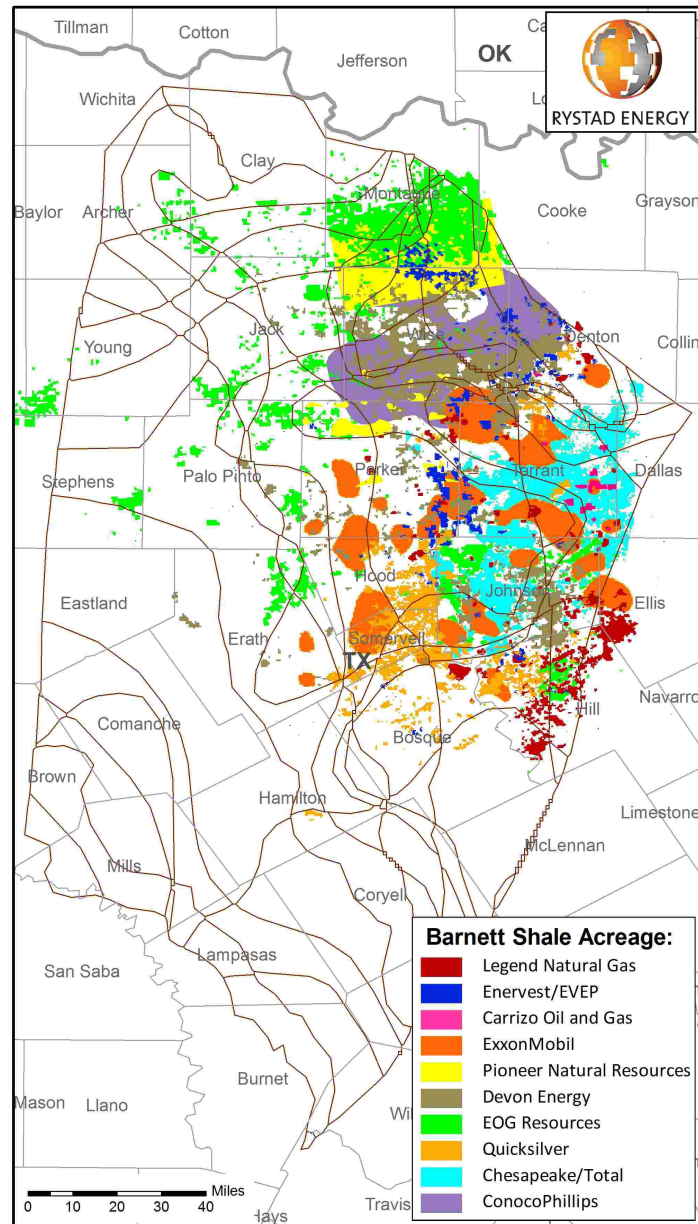 Tillman
Cotton
Jefferson
OK
RYSTAD ENERGY
Wichita
Clay
Montague
Cooke
Grayson
Baylor
Archer
Jack
Wise
Denton
Collin
Young
Parker
Tarrant
Dallas
Stephens
Palo Pinto
Hood
Johnson
Ellis
Eastland
Erath
Somervell
TX
Navarro
Hill
Comanche
Bosque
Brown
Hamilton
Limestone
McLennan
Mills
Coryell
Lampasas
San Saba
Burnet
Mason
Llano
Travis
Barnett Shale Acreage:
Legend Natural Gas
Enervest/EVEP
Carrizo Oil and Gas
ExxonMobil
Pioneer Natural Resources
Devon Energy
EOG Resources
Quicksilver
Chesapeake/Total
ConocoPhillips
Miles
0 5 10 20 30 40